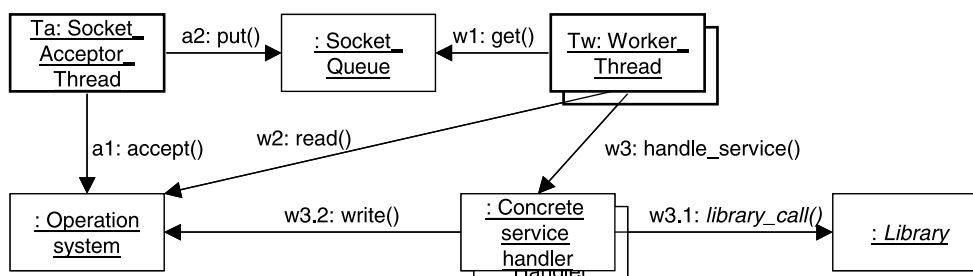 Ta: Socket_
Acceptor_
Thread
a2: put()
: Socket_
Queue
w1: get()
Tw: Worker_
Thread
a1: accept()
w2: read()
w3: handle_service()
: Operation
system
w3.2: write()
: Concrete
service
handler
Handler
w3.1: library_call()
: Library